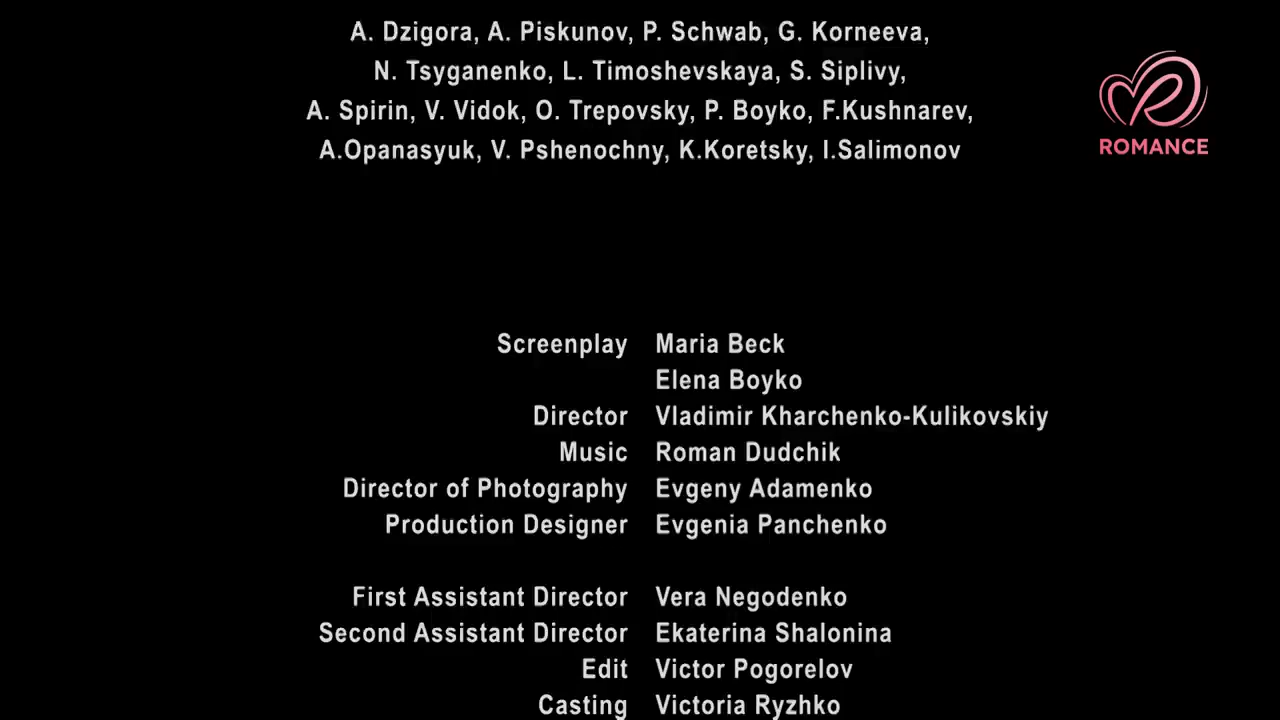 A. Dzigora, A. Piskunov, P. Schwab, G. Korneeva,
N. Tsyganenko, L. Timoshevskaya, S. Siplivy,
A. Spirin, V. Vidok, O. Trepovsky, P. Boyko, F.Kushnarev,
A.Opanasyuk, V. Pshenochny, K.Koretsky, I.Salimonov
ROMANCE
Screenplay Maria Beck
Elena Boyko
Director Vladimir Kharchenko-Kulikovskiy
Music Roman Dudchik
Director of Photography Evgeny Adamenko
Production Designer Evgenia Panchenko
First Assistant Director Vera Negodenko
Second Assistant Director Ekaterina Shalonina
Edit Victor Pogorelov
Casting Victoria Ryzhko